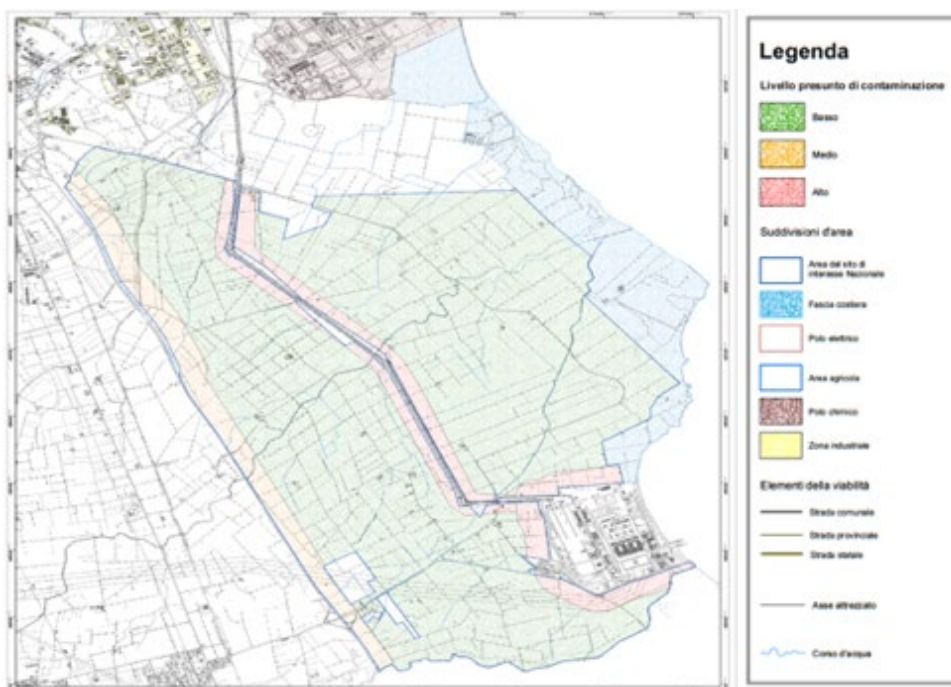 Legenda
Livello presunto di contaminazione
Basso
Medio
Alto
Suddivisioni d'area
Area del sito di
interesse Nazionale
Fascia costiera
Polo elettrico
Area agricola
Polo chimico
Zona industriale
Elementi della viabilità
Strada comunale
Strada provinciale
Strada statale
Asse attrezzato
Corso d'acqua